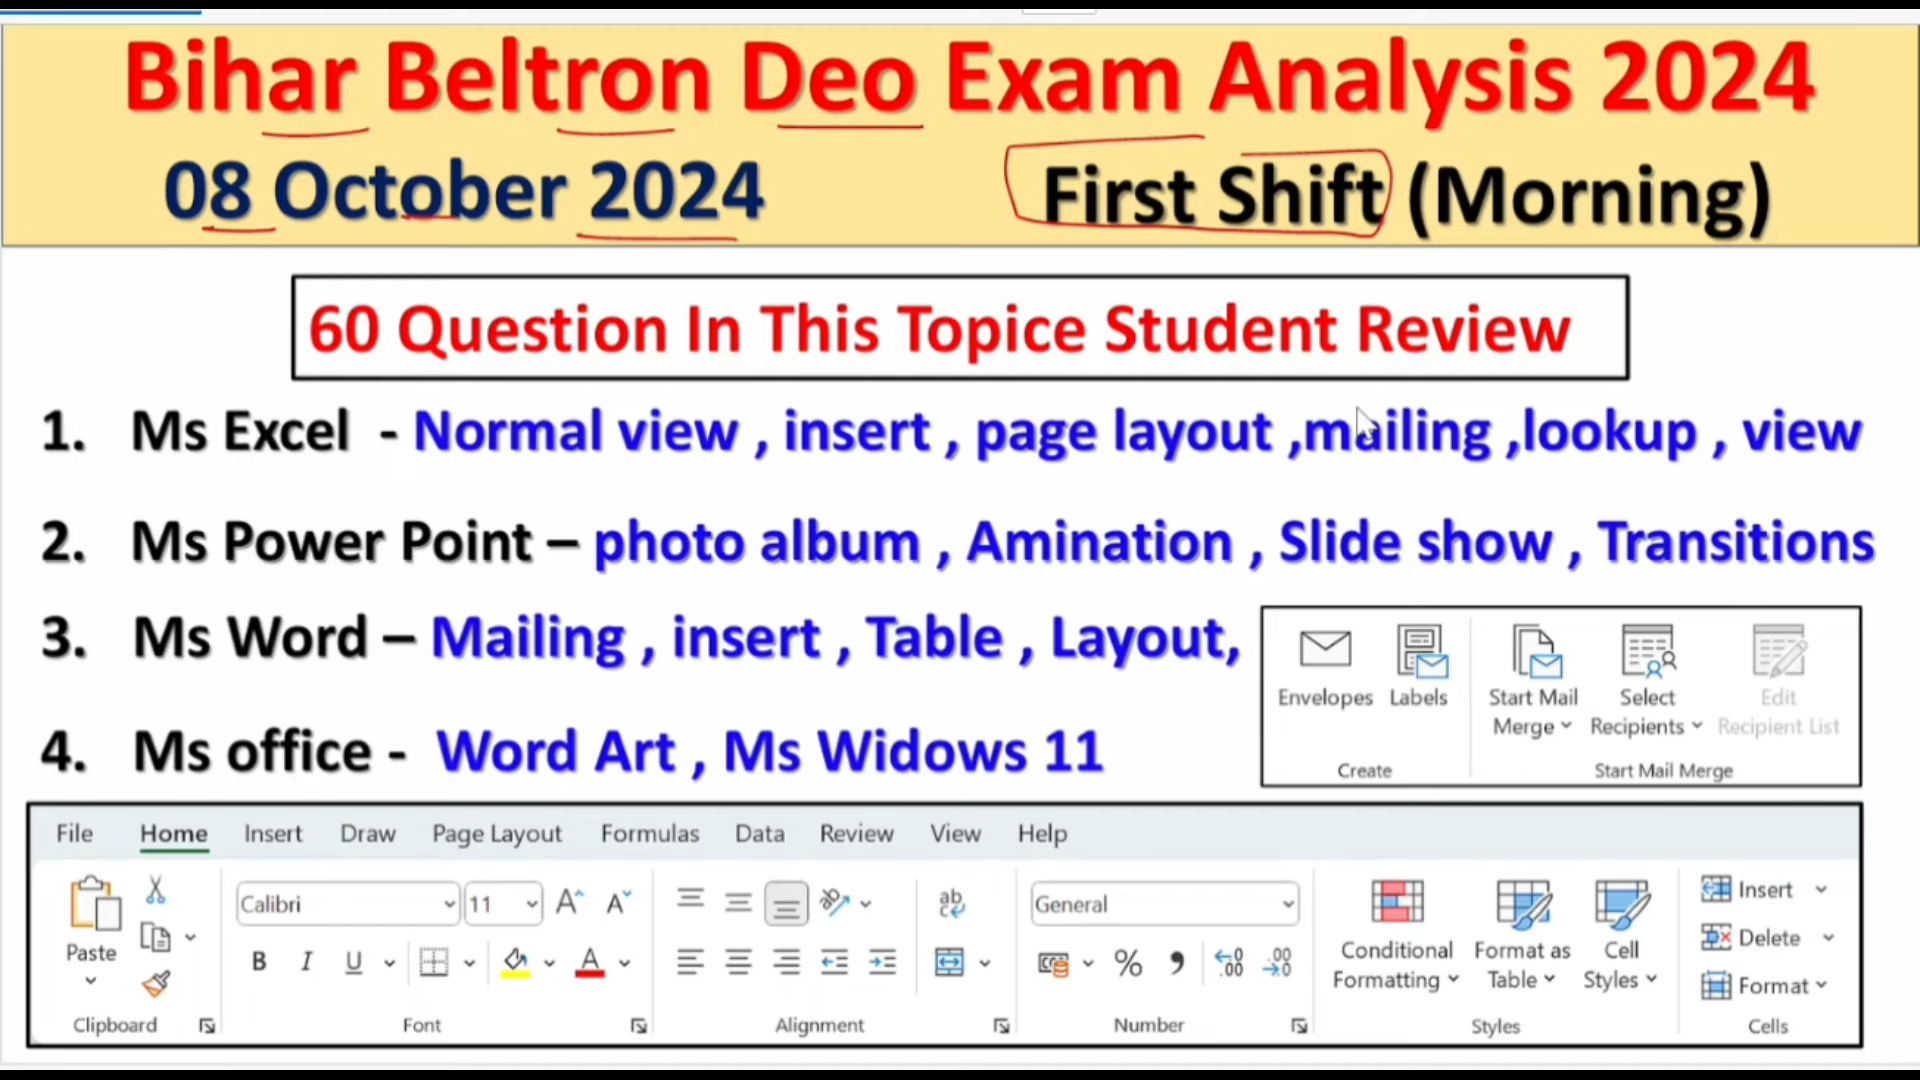 Bihar Beltron Deo Exam Analysis 2024
08 October 2024 First Shift (Morning)
60 Question In This Topice Student Review
1. Ms Excel - Normal view , insert , page layout ,mailing ,lookup , view
2. Ms Power Point – photo album , Amination , Slide show , Transitions
3. Ms Word – Mailing , insert , Table , Layout,
4. Ms office - Word Art , Ms Widows 11
Envelopes Labels Start Mail Select Edit
Merge Recipients Recipient List
Create Start Mail Merge
File Home Insert Draw Page Layout Formulas Data Review View Help
Calibri 11 A A ab General Insert
c
Paste Conditional Format as Cell Delete
B I U A % , .00 .00
Formatting Table Styles Format
Clipboard Font Alignment Number Styles Cells